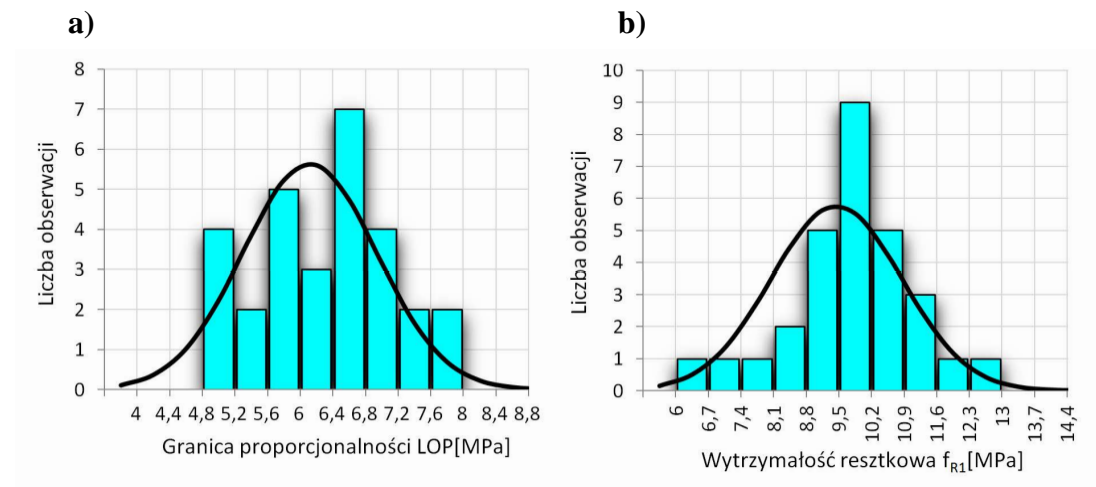 a)
b)
8
7
6
5
4
3
2
1
0
Liczba obserwacji
4 4,4 4,8 5,2 5,6 6 6,4 6,8 7,2 7,6 8 8,4 8,8
Granica proporcjonalności LOP[MPa]
10
9
8
7
6
5
4
3
2
1
0
Liczba obserwacji
6 6,7 7,4 8,1 8,8 9,5 10,2 10,9 11,6 12,3 13 13,7 14,4
Wytrzymałość resztkowa fR1[MPa]